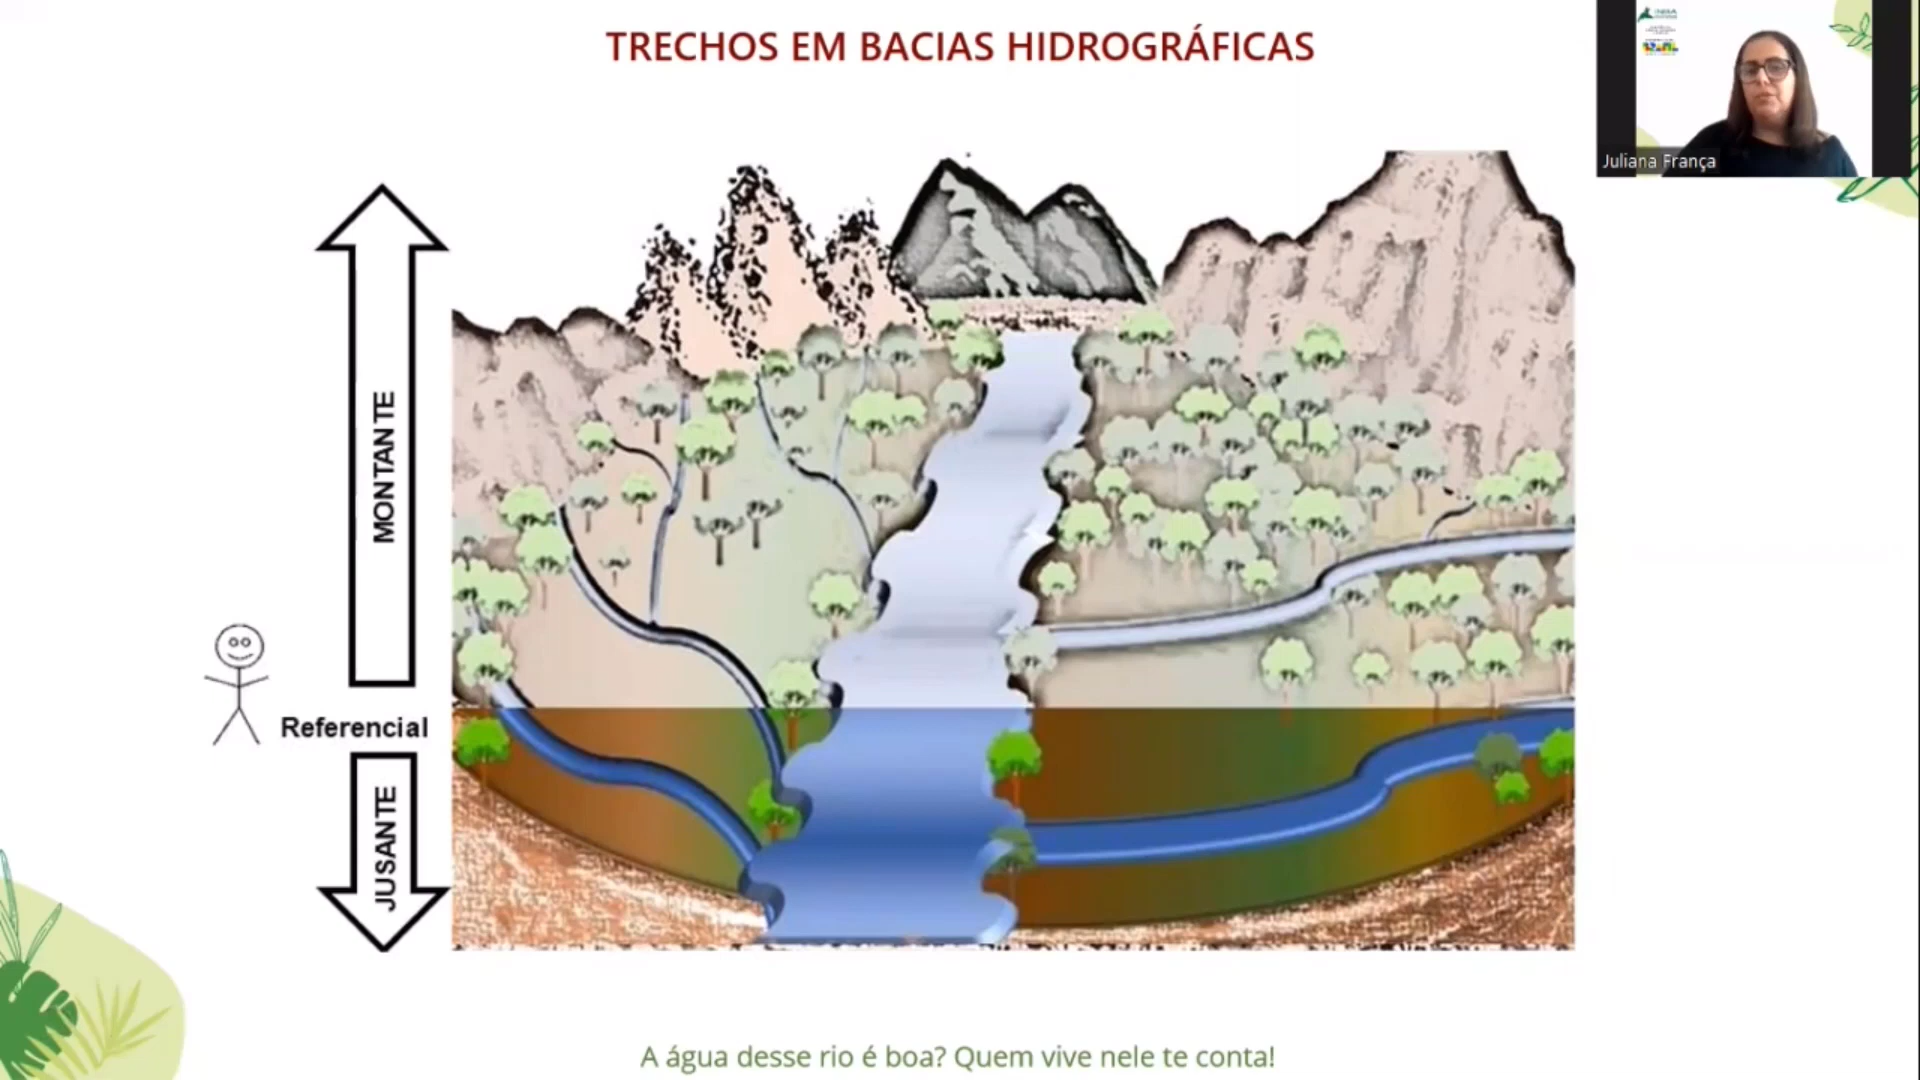 TRECHOS EM BACIAS HIDROGRÁFICAS
Juliana França
MONTANTE
Referencial
JUSANTE
A água desse rio é boa? Quem vive nele te conta!